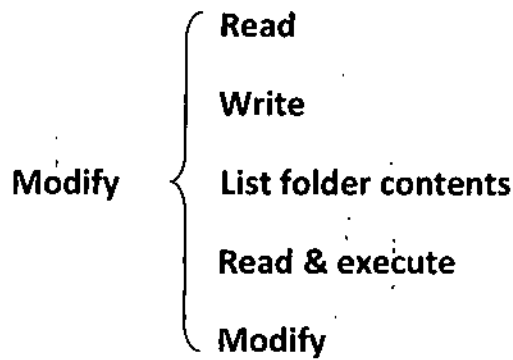 Read
Write
Modify
List folder contents
Read & execute
Modify